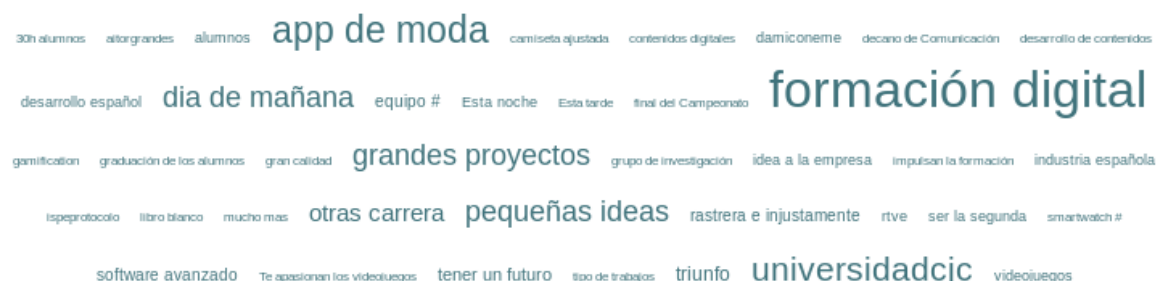 30h alumnos aitorgrandes alumnos app de moda camiseta ajustada contenidos digitales damiconeme decano de Comunicación desarrollo de contenidos
desarrollo español dia de mañana equipo # Esta noche Esta tarde final del Campeonato formación digital
gamification graduación de los alumnos gran calidad grandes proyectos grupo de investigación idea a la empresa impulsan la formación industria española
ispeprotocolo libro blanco mucho mas otras carrera pequeñas ideas rastrera e injustamente rtve ser la segunda smartwatch #
software avanzado Te apasionan los videojuegos tener un futuro tipo de trabajos triunfo universidadcic videojuegos